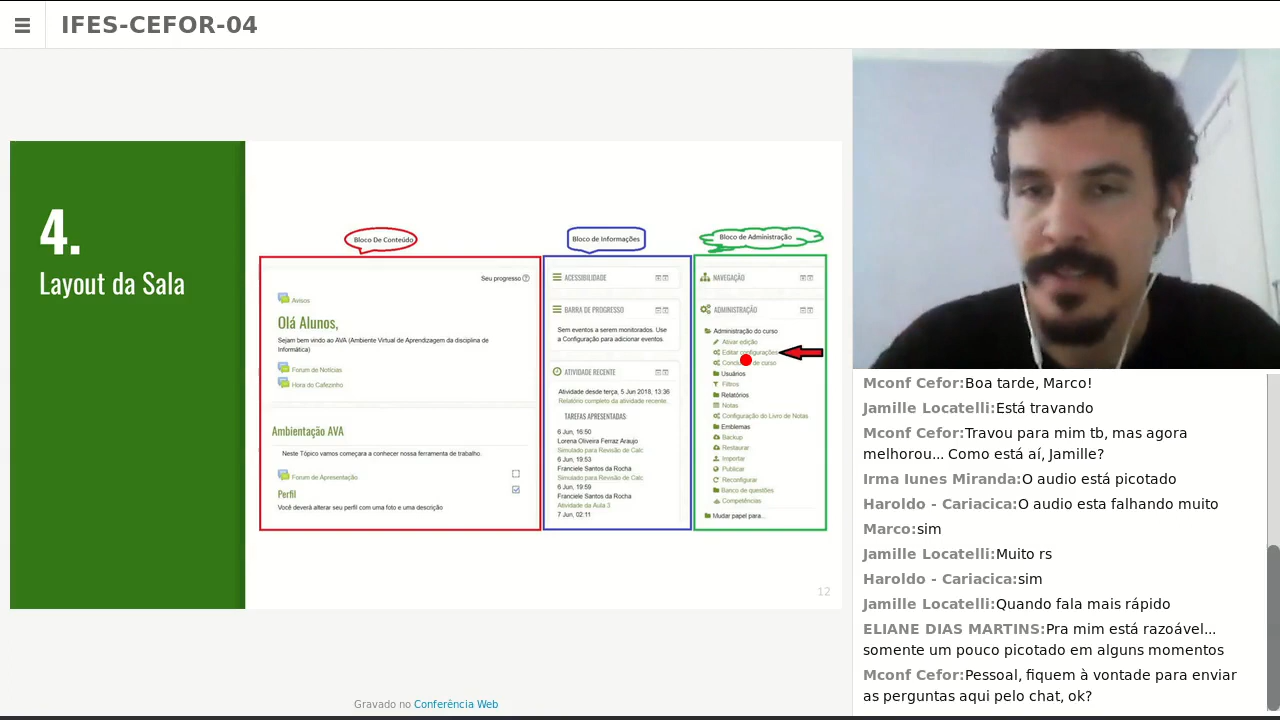 IFES-CEFOR-04
4.
Layout da Sala
Bloco De Conteúdo
Bloco de Informações
Bloco de Administração
Seu progresso
Avisos
Olá Alunos,
Sejam bem vindo ao AVA (Ambiente Virtual de Aprendizagem da disciplina de
Informática)
Forum de Notícias
Hora do Cafezinho
Ambientação AVA
Neste Tópico vamos começara a conhecer nossa ferramenta de trabalho.
Forum de Apresentação
Perfil
Você deverá alterar seu perfil com uma foto e uma descrição
ACESSIBILIDADE
BARRA DE PROGRESSO
Sem eventos a serem monitorados. Use
a Configuração para adicionar eventos.
ATIVIDADE RECENTE
Atividade desde terça, 5 Jun 2018, 13:36
Relatório completo da atividade recente
TAREFAS APRESENTADAS:
6 Jun, 16:50
Lorena Oliveira Ferraz Araujo
Simulado para Revisão de Calc
6 Jun, 19:53
Franciele Santos da Rocha
Simulado para Revisão de Calc
6 Jun, 19:59
Franciele Santos da Rocha
Atividade da Aula 3
7 Jun, 02:11
NAVEGAÇÃO
ADMINISTRAÇÃO
Administração do curso
Ativar edição
Editar configurações
de curso
Usuários
Filtros
Relatórios
Notas
Configuração do Livro de Notas
Emblemas
Backup
Restaurar
Importar
Publicar
Reconfigurar
Banco de questões
Competências
Mudar papel para...
12
Gravado no Conferência Web
Mconf Cefor:Boa tarde, Marco!
Jamille Locatelli:Está travando
Mconf Cefor:Travou para mim tb, mas agora
melhorou... Como está aí, Jamille?
Irma Iunes Miranda:O audio está picotado
Haroldo - Cariacica:O audio esta falhando muito
Marco:sim
Jamille Locatelli:Muito rs
Haroldo - Cariacica:sim
Jamille Locatelli:Quando fala mais rápido
ELIANE DIAS MARTINS:Pra mim está razoável...
somente um pouco picotado em alguns momentos
Mconf Cefor:Pessoal, fiquem à vontade para enviar
as perguntas aqui pelo chat, ok?